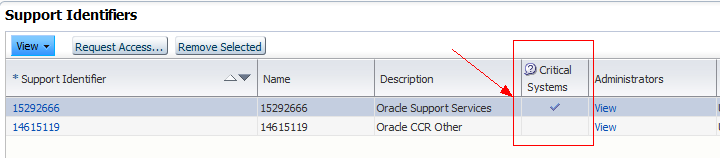 Support Identifiers
View Request Access... Remove Selected
* Support Identifier Name Description Critical Systems Administrators
15292666 15292666 Oracle Support Services View
14615119 14615119 Oracle CCR Other View